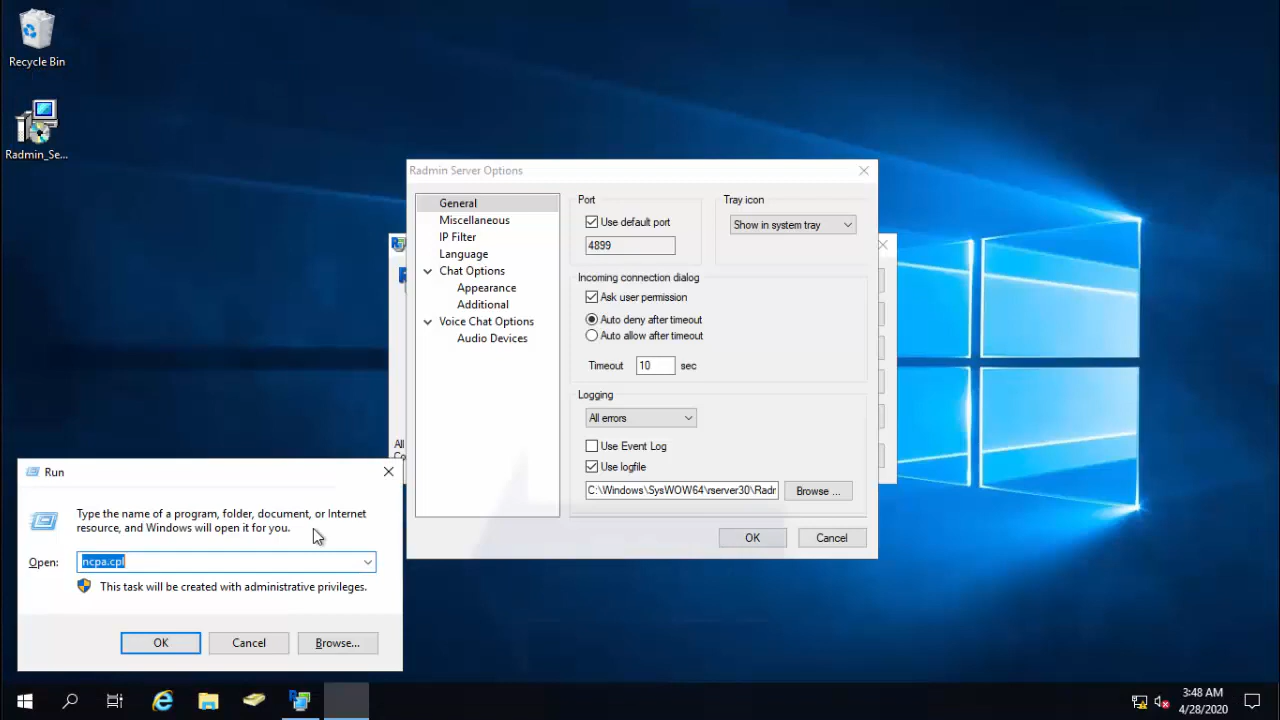 Recycle Bin
Radmin_Se...
Radmin Server Options
General
Miscellaneous
IP Filter
Language
Chat Options
Appearance
Additional
Voice Chat Options
Audio Devices
Port
Use default port
4899
Tray icon
Show in system tray
Incoming connection dialog
Ask user permission
Auto deny after timeout
Auto allow after timeout
Timeout 10 sec
Logging
All errors
Use Event Log
Use logfile
C:\Windows\SysWOW64\rserver30\Radr
Browse ...
OK Cancel
All
Co
Run
Type the name of a program, folder, document, or Internet
resource, and Windows will open it for you.
Open: ncpa.cpl
This task will be created with administrative privileges.
OK Cancel Browse...
3:48 AM
4/28/2020